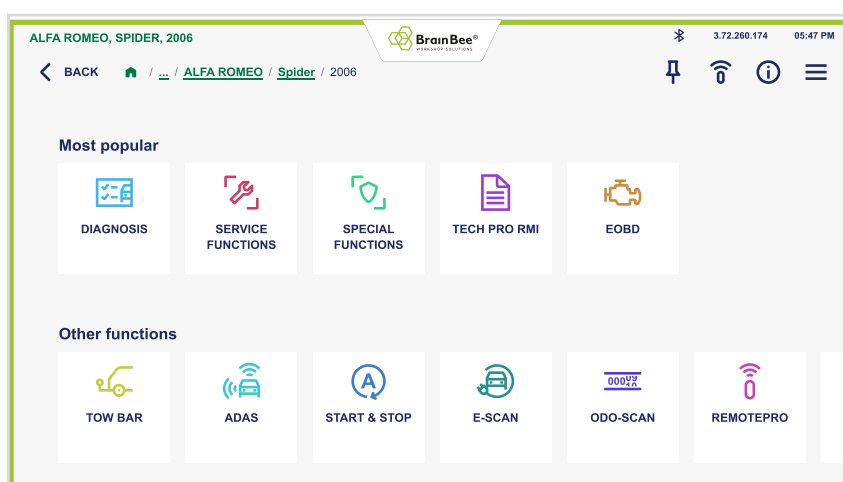 ALFA ROMEO, SPIDER, 2006
BrainBee®
WORKSHOP SOLUTIONS
3.72.260.174
05:47 PM
BACK / ... / ALFA ROMEO / Spider / 2006
Most popular
DIAGNOSIS
SERVICE
FUNCTIONS
SPECIAL
FUNCTIONS
TECH PRO RMI
EOBD
Other functions
A
TOW BAR
ADAS
START & STOP
E-SCAN
ODO-SCAN
REMOTEPRO